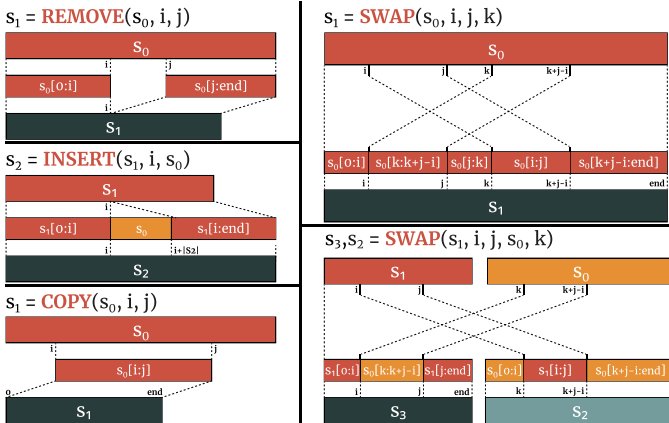 s₁ = REMOVE(s₀, i, j)
s₀
i j
s₀[0:i] s₀[j:end]
i
s₁
s₂ = INSERT(s₁, i, s₀)
s₁
i
s₁[0:i] s₀ s₁[i:end]
i i+|S2|
s₂
s₁ = COPY(s₀, i, j)
s₀
i j
s₀[i:j]
0 end
s₁
s₁ = SWAP(s₀, i, j, k)
s₀
i j k k+j-i
s₀[0:i] s₀[k:k+j-i] s₀[j:k] s₀[i:j] s₀[k+j-i:end]
i j k k+j-i end
s₁
s₃,s₂ = SWAP(s₁, i, j, s₀, k)
s₁ s₀
i j k k+j-i
s₁[0:i] s₀[k:k+j-i] s₁[j:end] s₀[0:i] s₁[i:j] s₀[k+j-i:end]
i j end k k+j-i
s₃ s₂